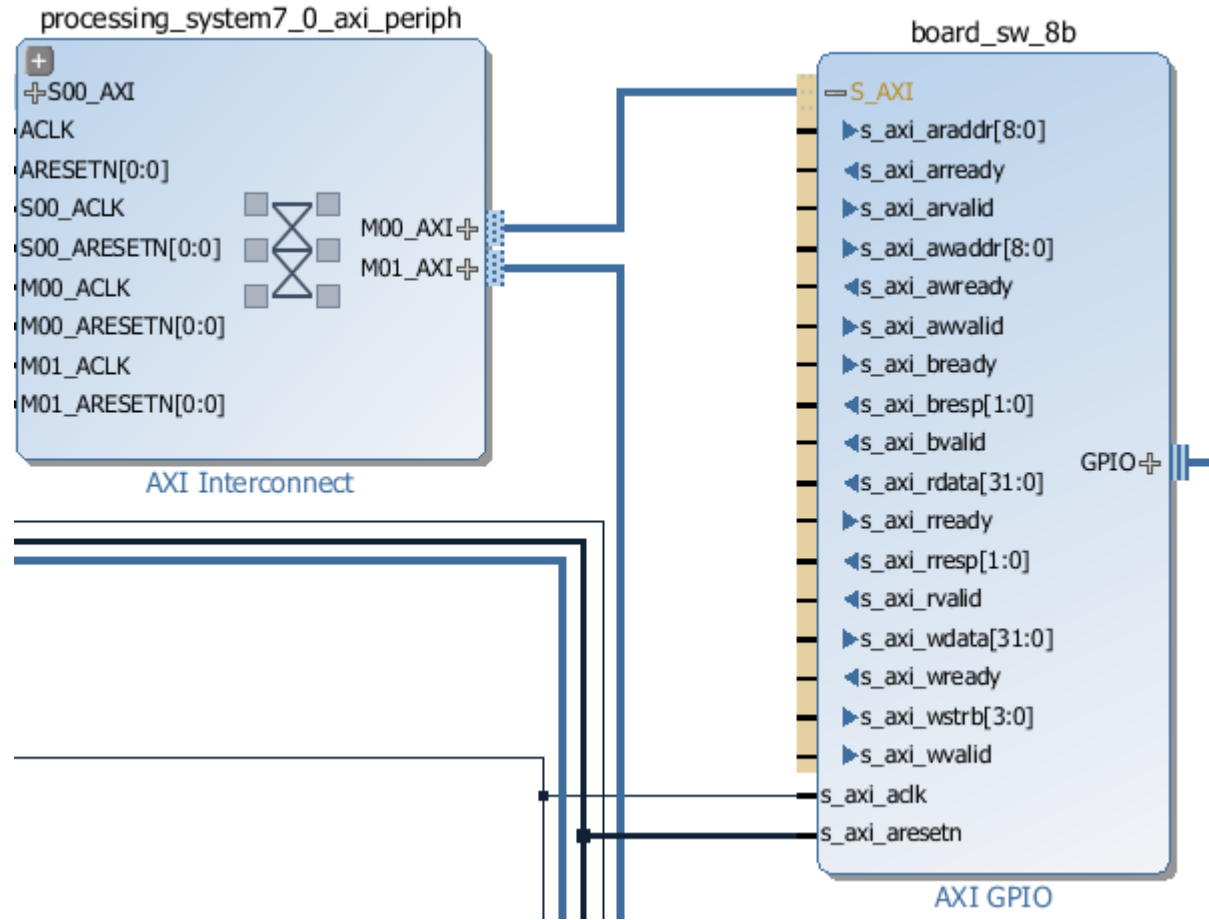 processing_system7_0_axi_periph
S00_AXI
ACLK
ARESETN[0:0]
S00_ACLK
S00_ARESETN[0:0]
M00_ACLK
M00_ARESETN[0:0]
M01_ACLK
M01_ARESETN[0:0]
M00_AXI
M01_AXI
AXI Interconnect
board_sw_8b
S_AXI
s_axi_araddr[8:0]
s_axi_arready
s_axi_arvalid
s_axi_awaddr[8:0]
s_axi_awready
s_axi_awvalid
s_axi_bready
s_axi_bresp[1:0]
s_axi_bvalid
s_axi_rdata[31:0]
s_axi_rready
s_axi_rresp[1:0]
s_axi_rvalid
s_axi_wdata[31:0]
s_axi_wready
s_axi_wstrb[3:0]
s_axi_wvalid
s_axi_aclk
s_axi_aresetn
GPIO
AXI GPIO